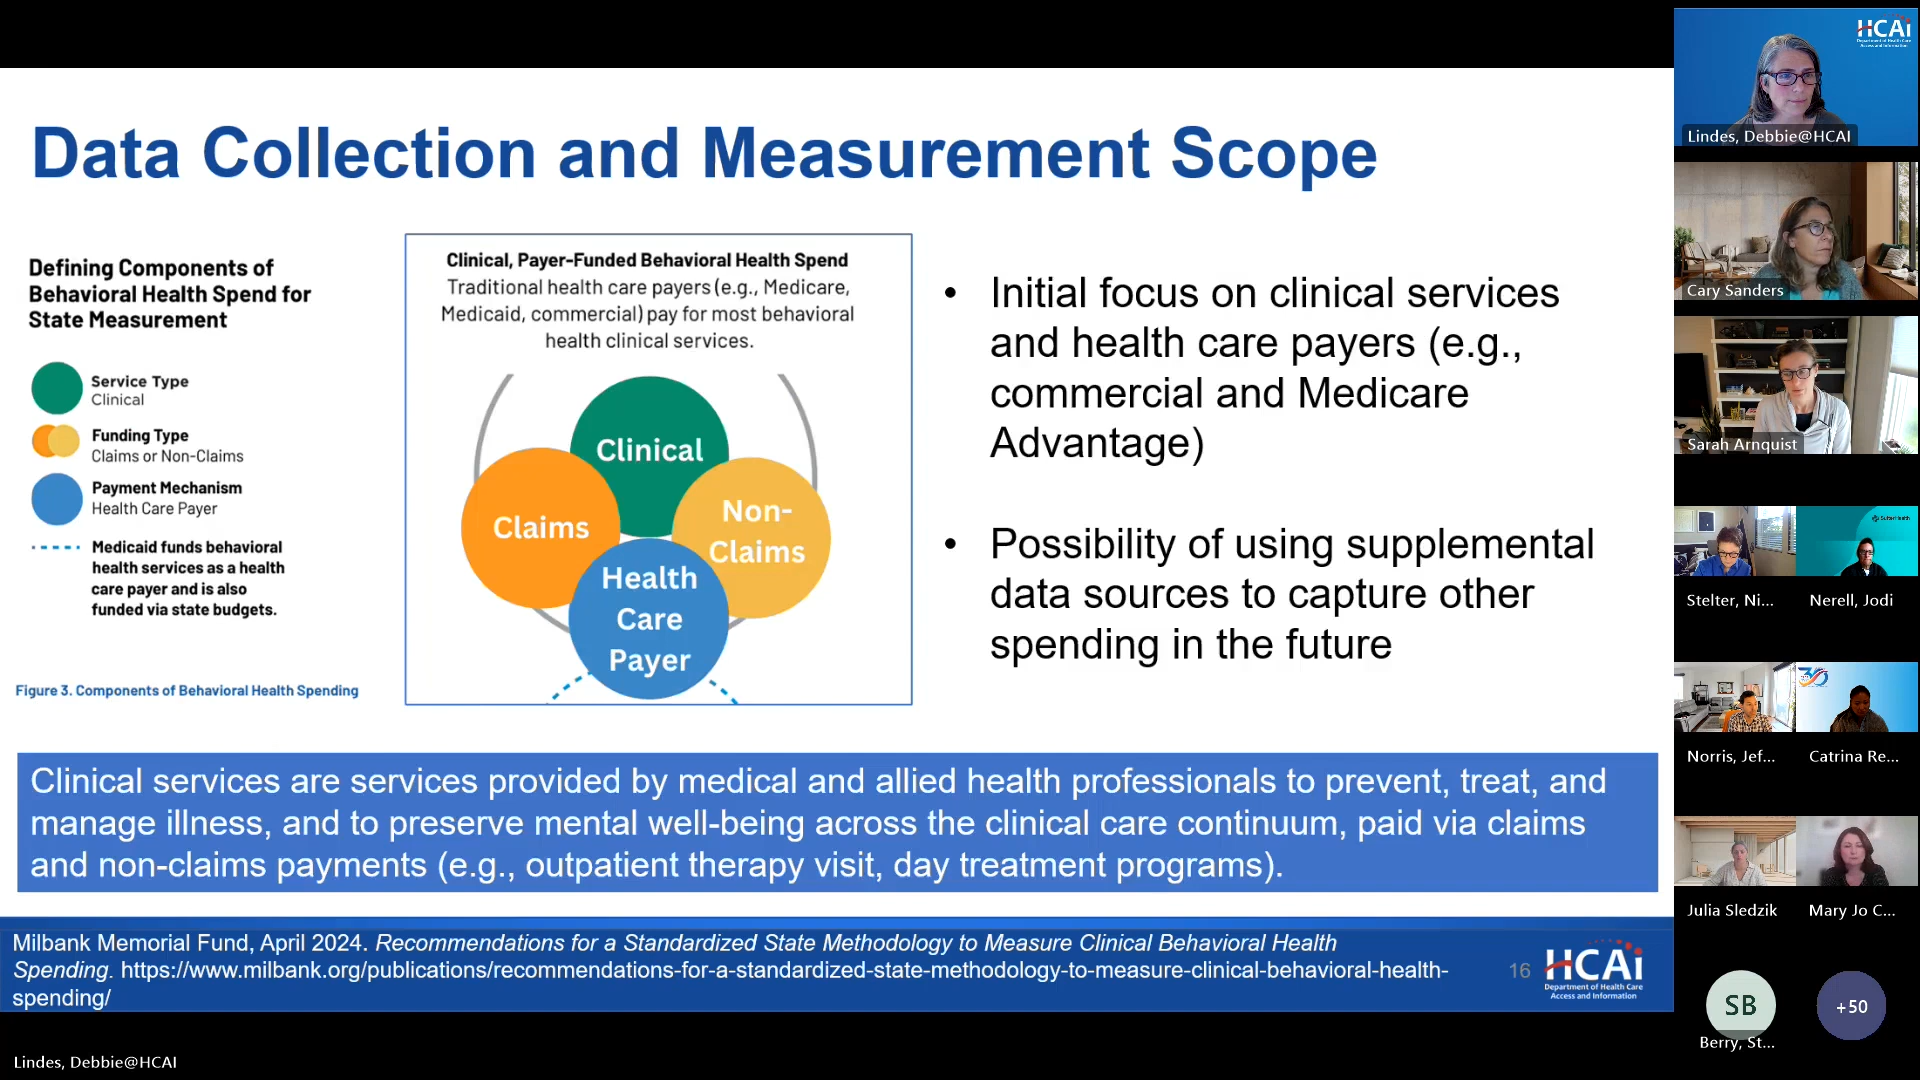 Data Collection and Measurement Scope
Defining Components of
Behavioral Health Spend for
State Measurement
Service Type
Clinical
Funding Type
Claims or Non-Claims
Payment Mechanism
Health Care Payer
Medicaid funds behavioral
health services as a health
care payer and is also
funded via state budgets.
Figure 3. Components of Behavioral Health Spending
Clinical, Payer-Funded Behavioral Health Spend
Traditional health care payers (e.g., Medicare,
Medicaid, commercial) pay for most behavioral
health clinical services.
Clinical
Claims
Non-
Claims
Health
Care
Payer
• Initial focus on clinical services
and health care payers (e.g.,
commercial and Medicare
Advantage)
• Possibility of using supplemental
data sources to capture other
spending in the future
Clinical services are services provided by medical and allied health professionals to prevent, treat, and
manage illness, and to preserve mental well-being across the clinical care continuum, paid via claims
and non-claims payments (e.g., outpatient therapy visit, day treatment programs).
Milbank Memorial Fund, April 2024. Recommendations for a Standardized State Methodology to Measure Clinical Behavioral Health
Spending. https://www.milbank.org/publications/recommendations-for-a-standardized-state-methodology-to-measure-clinical-behavioral-health-
spending/
16
HCAi
Department of Health Care
Access and Information
Lindes, Debbie@HCAI
HCAi
Department of Health Care
Access and Information
Lindes, Debbie@HCAI
Cary Sanders
Sarah Arnquist
SutterHealth
Stelter, Ni...
Nerell, Jodi
30
Norris, Jef...
Catrina Re...
Julia Sledzik
Mary Jo C...
SB
+50
Berry, St...